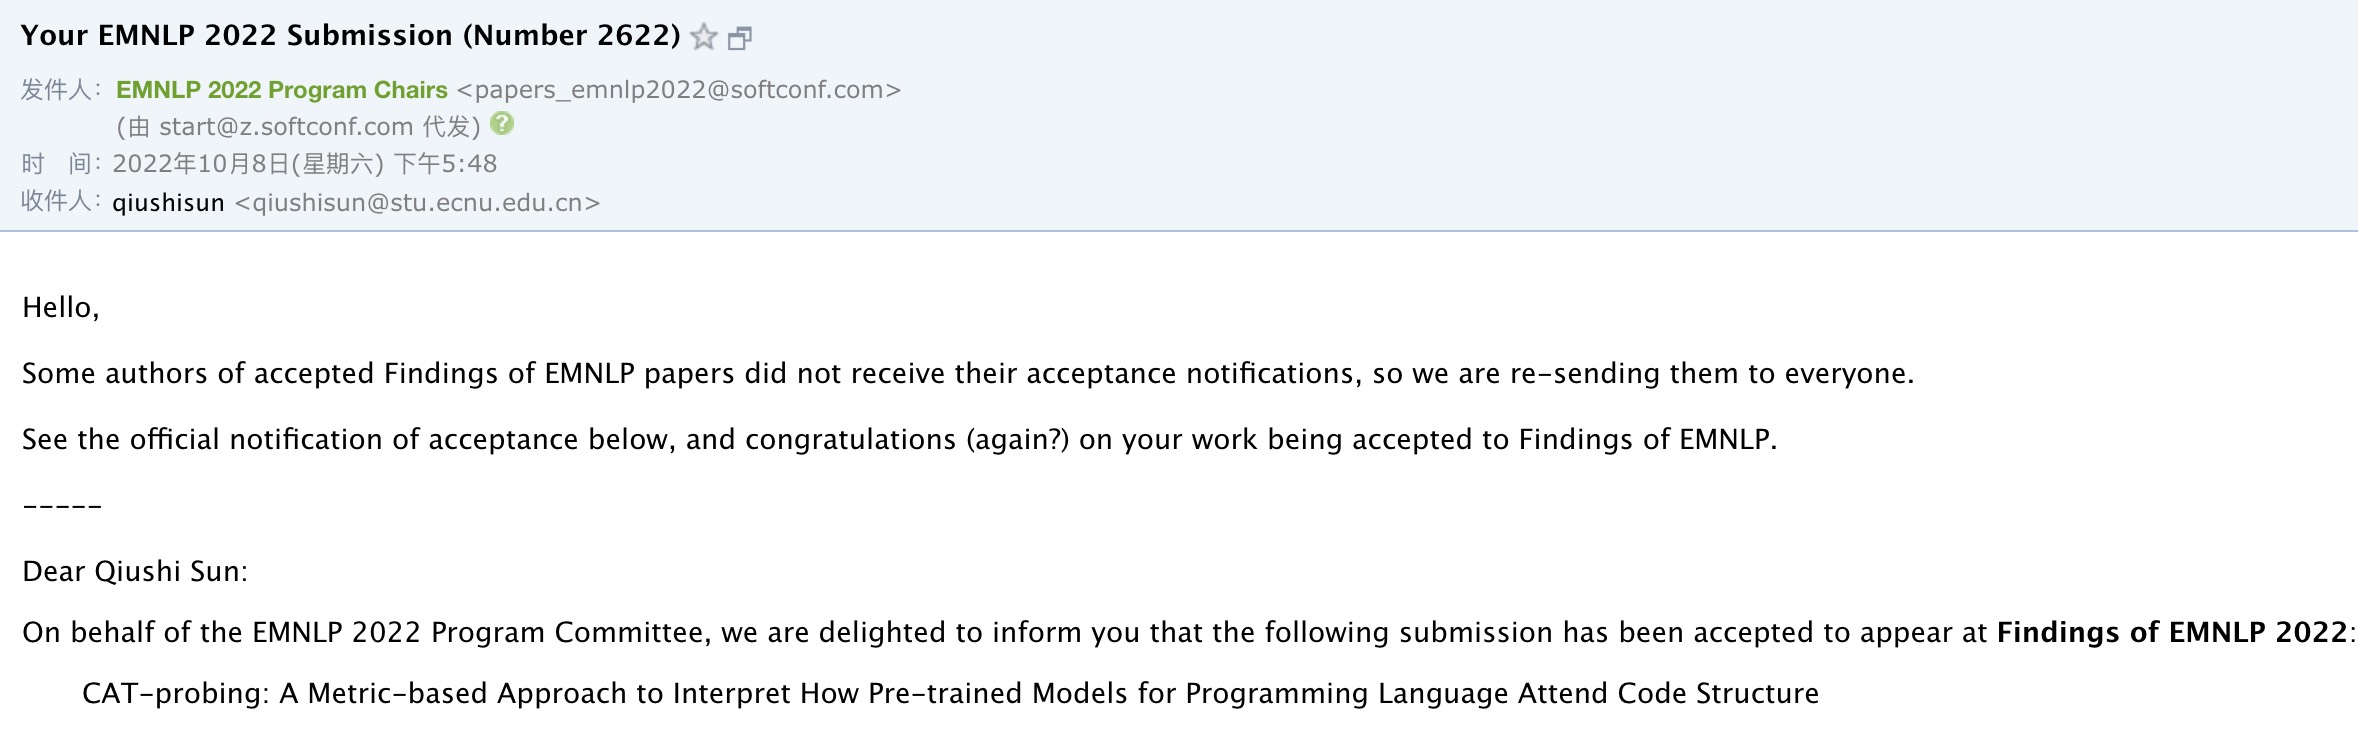 Your EMNLP 2022 Submission (Number 2622)
发件人： EMNLP 2022 Program Chairs <papers_emnlp2022@softconf.com>
(由 start@z.softconf.com 代发)
时 间： 2022年10月8日(星期六) 下午5:48
收件人： qiushisun <qiushisun@stu.ecnu.edu.cn>
Hello,
Some authors of accepted Findings of EMNLP papers did not receive their acceptance notifications, so we are re-sending them to everyone.
See the official notification of acceptance below, and congratulations (again?) on your work being accepted to Findings of EMNLP.
-----
Dear Qiushi Sun:
On behalf of the EMNLP 2022 Program Committee, we are delighted to inform you that the following submission has been accepted to appear at Findings of EMNLP 2022:
CAT-probing: A Metric-based Approach to Interpret How Pre-trained Models for Programming Language Attend Code Structure